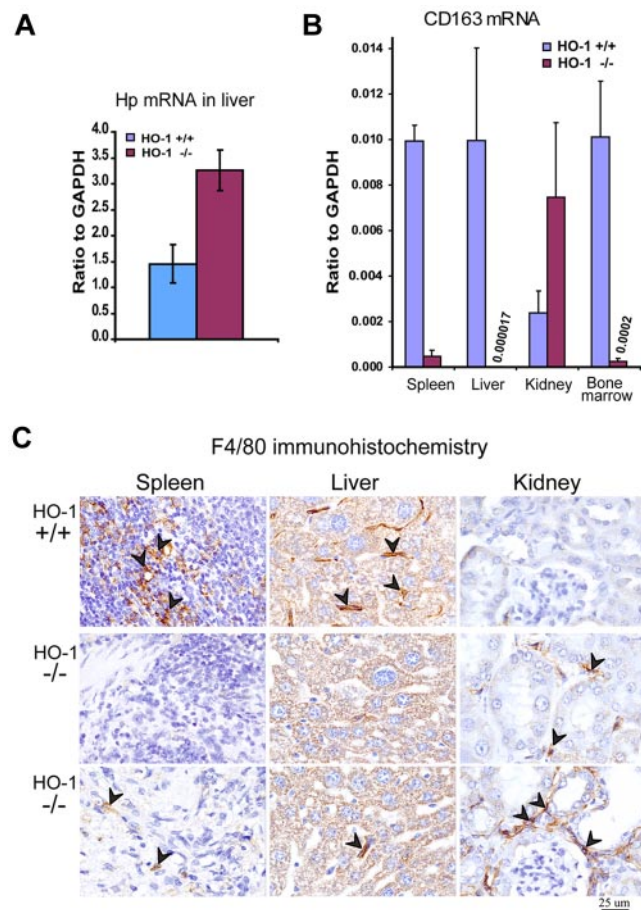 A
Hp mRNA in liver
HO-1 +/+
HO-1 -/-
Ratio to GAPDH
4.0
3.5
3.0
2.5
2.0
1.5
1.0
0.5
0.0
B
CD163 mRNA
HO-1 +/+
HO-1 -/-
Ratio to GAPDH
0.014
0.012
0.010
0.008
0.006
0.004
0.002
0.000
0.000017
0.0002
Spleen Liver Kidney Bone
marrow
C
F4/80 immunohistochemistry
Spleen Liver Kidney
HO-1
+/+
HO-1
-/-
HO-1
-/-
25 um